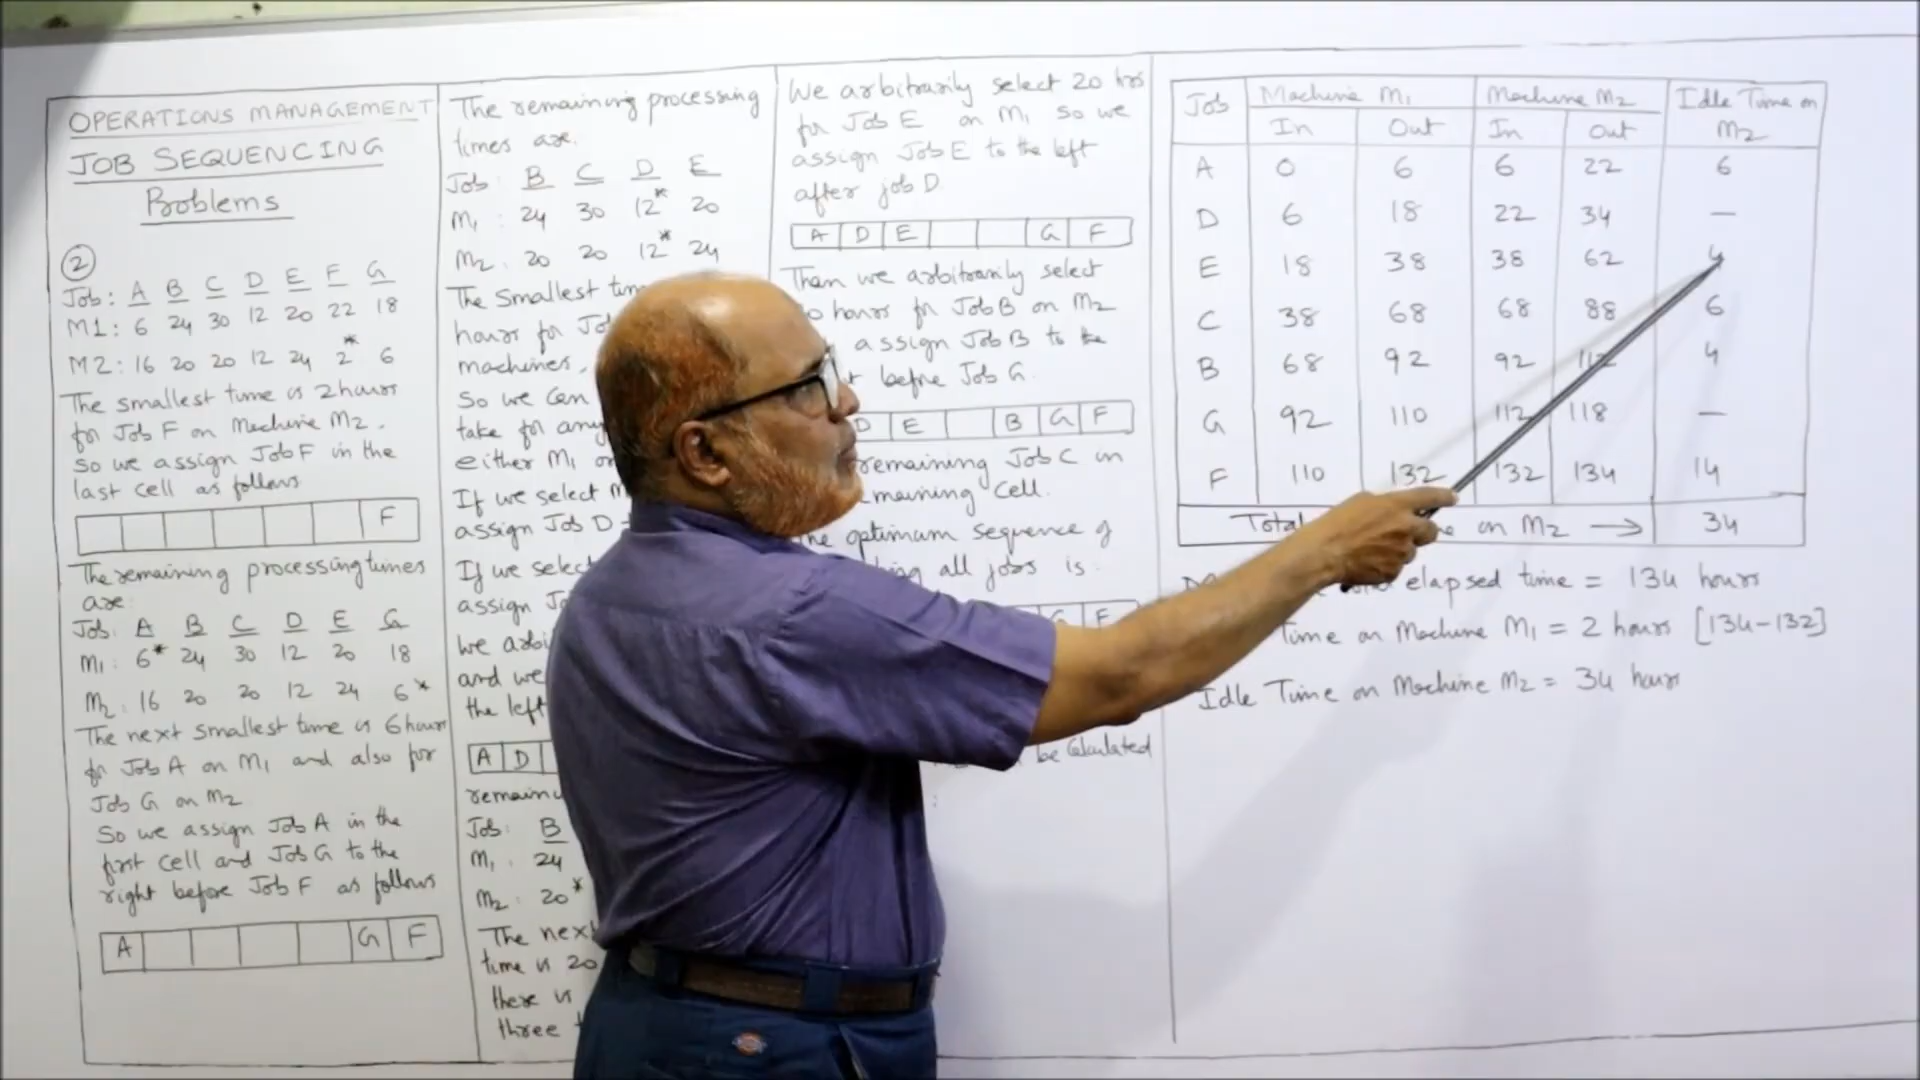 OPERATIONS MANAGEMENT
JOB SEQUENCING
Problems
2
Job: A B C D E F G
M1: 6 24 30 12 20 22 18
M2: 16 20 20 12 24 2* 6
The smallest time is 2 hours
for Job F on Machine M2.
So we assign Job F in the
last cell as follows
F
The remaining processing times
are
Job: A B C D E G
M1: 6* 24 30 12 20 18
M2: 16 20 20 12 24 6*
The next smallest time is 6 hours
for Job A on M1 and also for
Job G on M2
So we assign Job A in the
first cell and Job G to the
right before Job F as follows
A G F
The remaining processing
times are.
Job: B C D E
M1: 24 30 12* 20
M2: 20 20 12* 24
The smallest
hours for
machines,
So we can
take for any
either M1 or
If we select
assign Job D
If we select
assign
we
and we
the left
A D
Job: B
M1: 24
M2: 20*
The next
time is 20
there is
three
We arbitrarily select 20 hrs
for Job E on M1 so we
assign Job E to the left
after job D.
A D E G F
Then we arbitrarily select
hours for Job B on M2
assign Job B to the
before Job G.
D E B G F
remaining Job C in
cell.
optimum sequence of
all jobs is:
G F
be Calculated
:
Job Machine M1 Machine M2 Idle Time on M2
In Out In Out
A 0 6 6 22 6
D 6 18 22 34 —
E 18 38 38 62 4
C 38 68 68 88 6
B 68 92 92 112 4
G 92 110 112 118 —
F 110 132 132 134 14
Total on M2 → 34
elapsed time = 134 hours
Time on Machine M1 = 2 hours [134-132]
Idle Time on Machine M2 = 34 hours